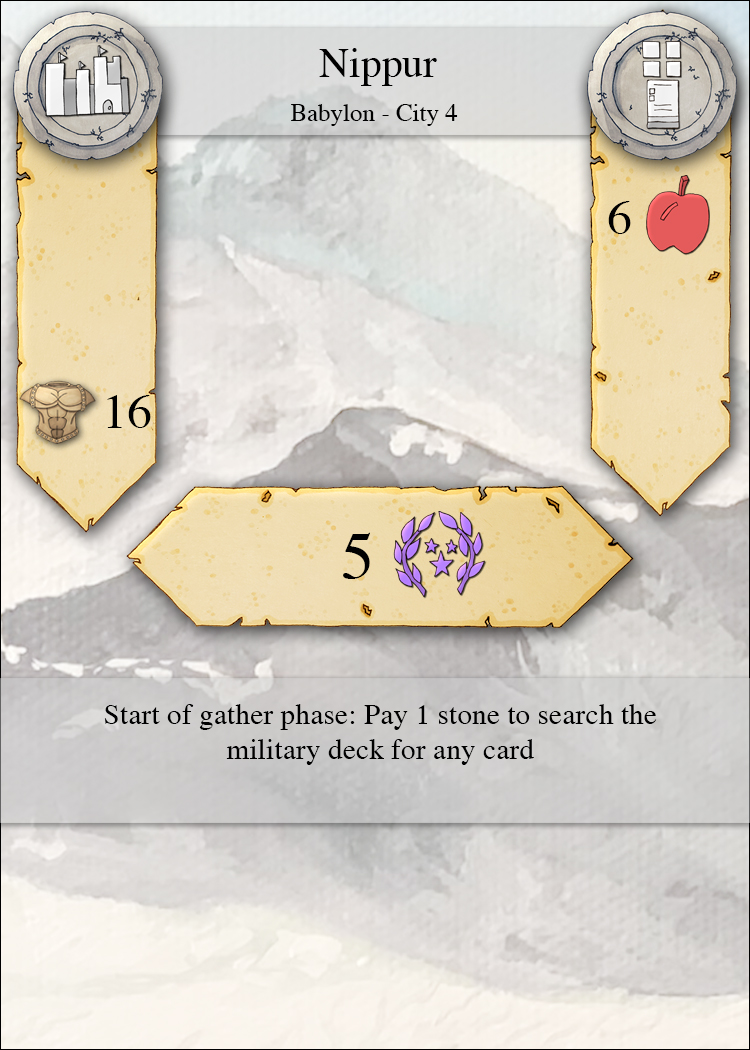 Nippur
Babylon - City 4
6
16
5
Start of gather phase: Pay 1 stone to search the
military deck for any card